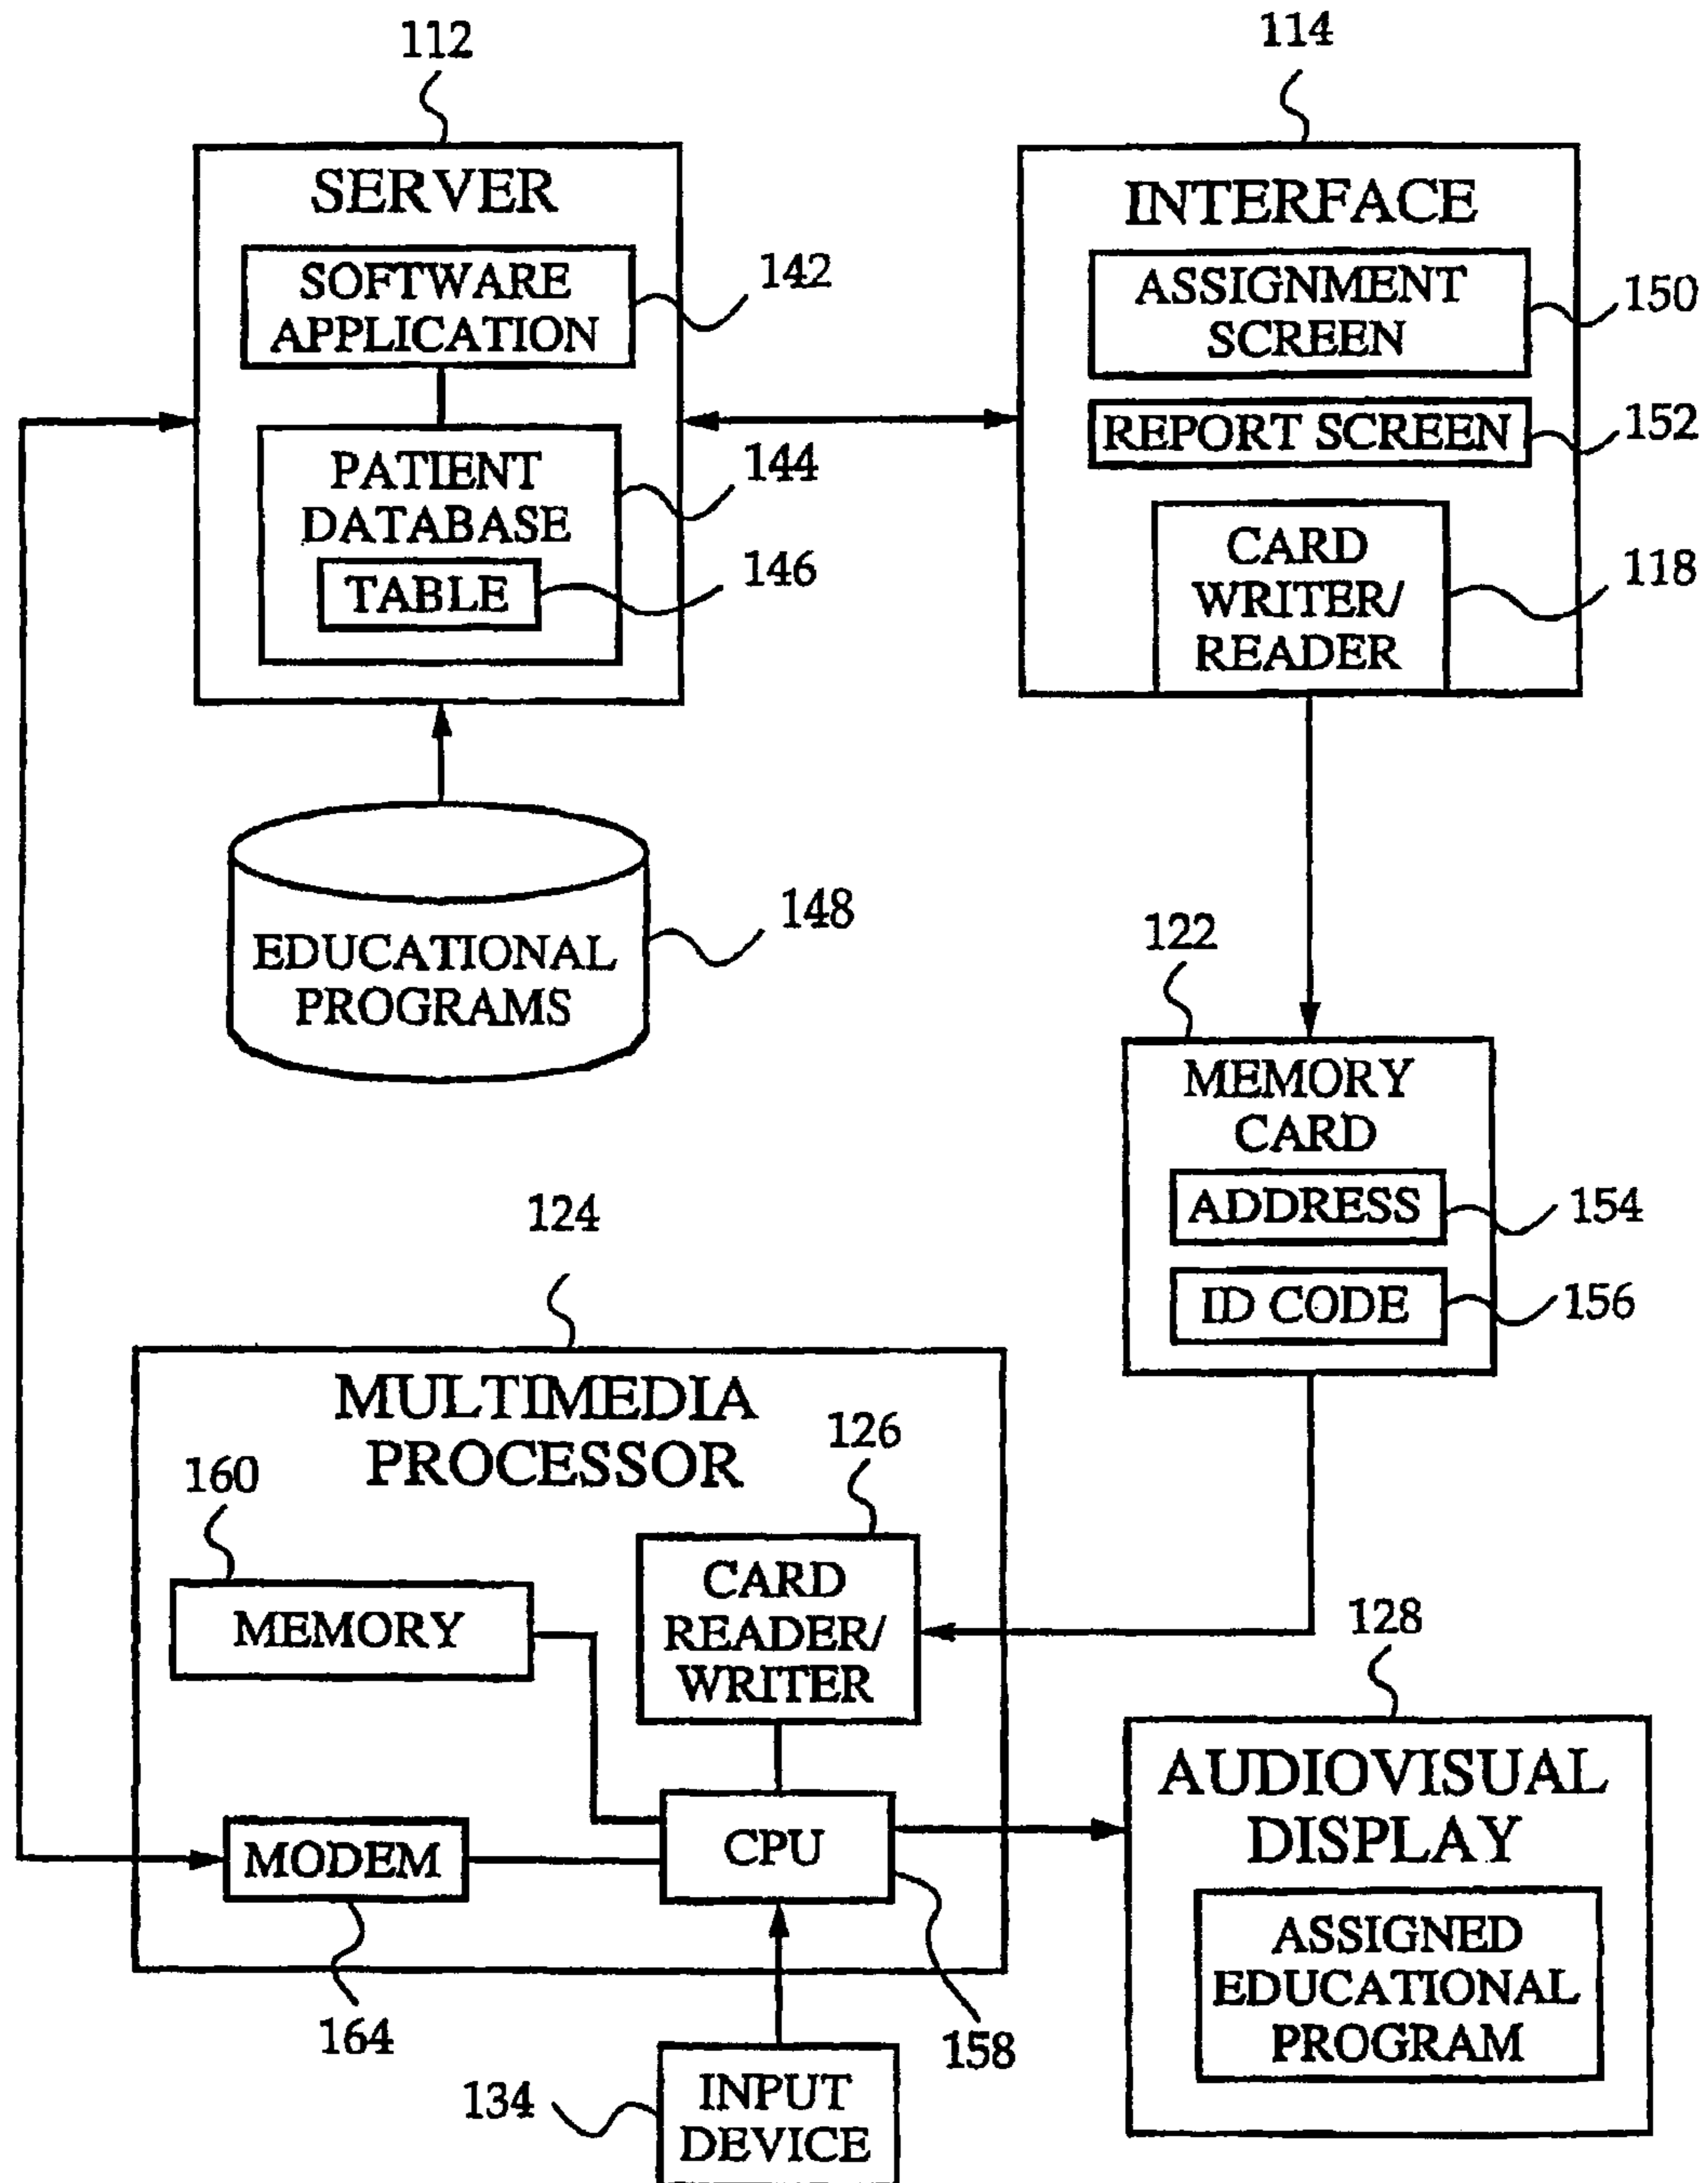 112
SERVER
SOFTWARE
APPLICATION
142
PATIENT
DATABASE
144
TABLE
146
EDUCATIONAL
PROGRAMS
148
114
INTERFACE
ASSIGNMENT
SCREEN
150
REPORT SCREEN
152
CARD
WRITER/
READER
118
122
MEMORY
CARD
ADDRESS
154
ID CODE
156
124
MULTIMEDIA
PROCESSOR
160
MEMORY
126
CARD
READER/
WRITER
MODEM
164
CPU
158
134
INPUT
DEVICE
128
AUDIOVISUAL
DISPLAY
ASSIGNED
EDUCATIONAL
PROGRAM